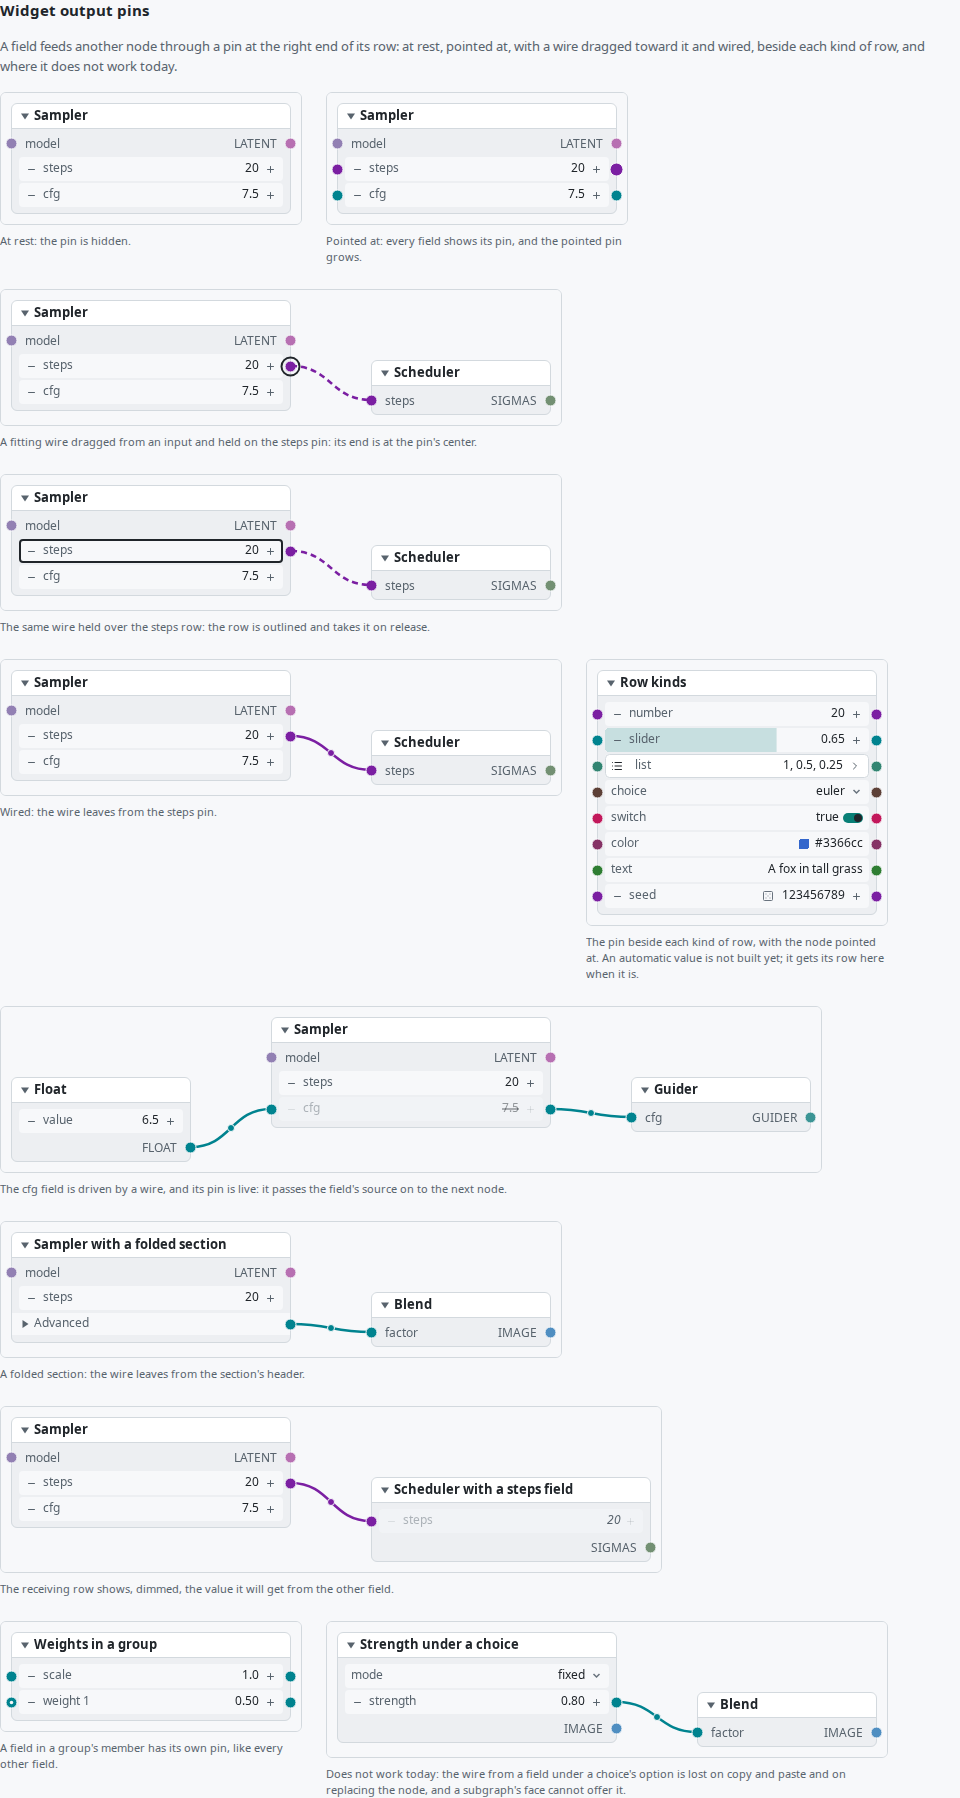 Widget output pins
A field feeds another node through a pin at the right end of its row: at rest, pointed at, with a wire dragged toward it and wired, beside each kind of row, and
where it does not work today.
Sampler
model LATENT
– steps 20 +
– cfg 7.5 +
At rest: the pin is hidden.
Sampler
model LATENT
– steps 20 +
– cfg 7.5 +
Pointed at: every field shows its pin, and the pointed pin
grows.
Sampler
model LATENT
– steps 20 +
– cfg 7.5 +
Scheduler
steps SIGMAS
A fitting wire dragged from an input and held on the steps pin: its end is at the pin's center.
Sampler
model LATENT
– steps 20 +
– cfg 7.5 +
Scheduler
steps SIGMAS
The same wire held over the steps row: the row is outlined and takes it on release.
Sampler
model LATENT
– steps 20 +
– cfg 7.5 +
Scheduler
steps SIGMAS
Wired: the wire leaves from the steps pin.
Row kinds
– number 20 +
– slider 0.65 +
list 1, 0.5, 0.25
choice euler
switch true
color #3366cc
text A fox in tall grass
– seed 123456789 +
The pin beside each kind of row, with the node pointed
at. An automatic value is not built yet; it gets its row here
when it is.
Float
– value 6.5 +
FLOAT
Sampler
model LATENT
– steps 20 +
– cfg 7.5 +
Guider
cfg GUIDER
The cfg field is driven by a wire, and its pin is live: it passes the field's source on to the next node.
Sampler with a folded section
model LATENT
– steps 20 +
Advanced
Blend
factor IMAGE
A folded section: the wire leaves from the section's header.
Sampler
model LATENT
– steps 20 +
– cfg 7.5 +
Scheduler with a steps field
– steps 20 +
SIGMAS
The receiving row shows, dimmed, the value it will get from the other field.
Weights in a group
– scale 1.0 +
– weight 1 0.50 +
A field in a group's member has its own pin, like every
other field.
Strength under a choice
mode fixed
– strength 0.80 +
IMAGE
Blend
factor IMAGE
Does not work today: the wire from a field under a choice's option is lost on copy and paste and on
replacing the node, and a subgraph's face cannot offer it.